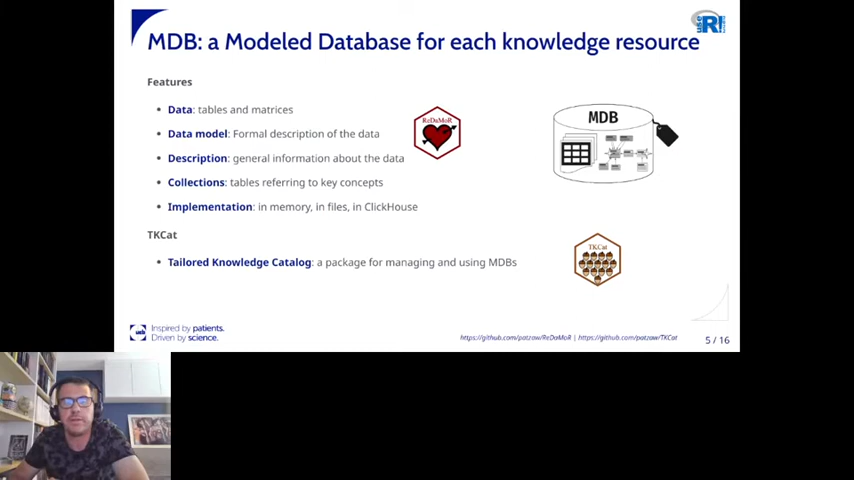 MDB: a Modeled Database for each knowledge resource
Features
Data: tables and matrices
Data model: Formal description of the data
Description: general information about the data
Collections: tables referring to key concepts
Implementation: in memory, in files, in ClickHouse
ReDaMoR
MDB
TKCat
Tailored Knowledge Catalog: a package for managing and using MDBs
TKCat
ucb
Inspired by patients.
Driven by science.
https://github.com/patzaw/ReDaMoR | https://github.com/patzaw/TKCat
5 / 16